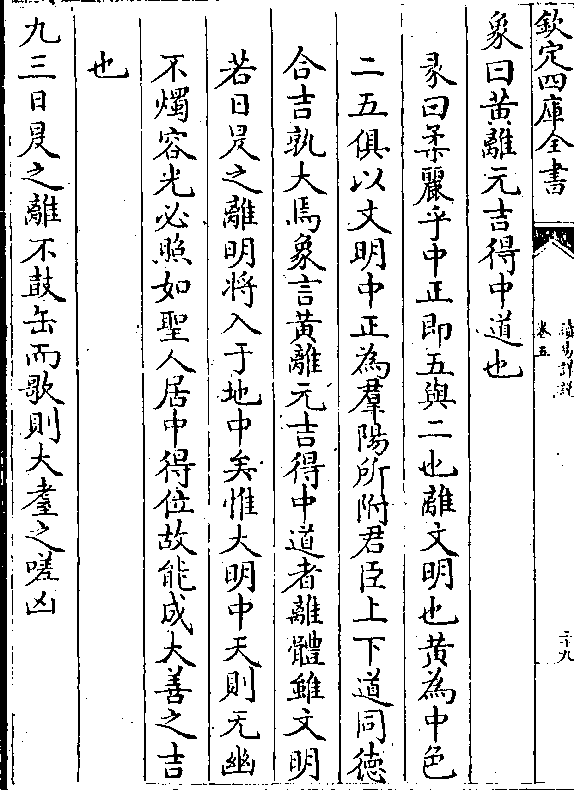 欽定四庫全書
讀易詳說
卷五
二十九
象曰黃離元吉得中道也
彖曰柔麗乎中正即五與二也離文明也黃為中色
二五俱以文明中正為羣陽所附君臣上下道同德
合吉孰大焉象言黃離元吉得中道者離體雖文明
若日昃之離明将入于地中矣惟大明中天則无幽
不燭容光必照如聖人居中得位故能成大善之吉
也
九三日昃之離不鼓缶而歌則大耋之嗟凶